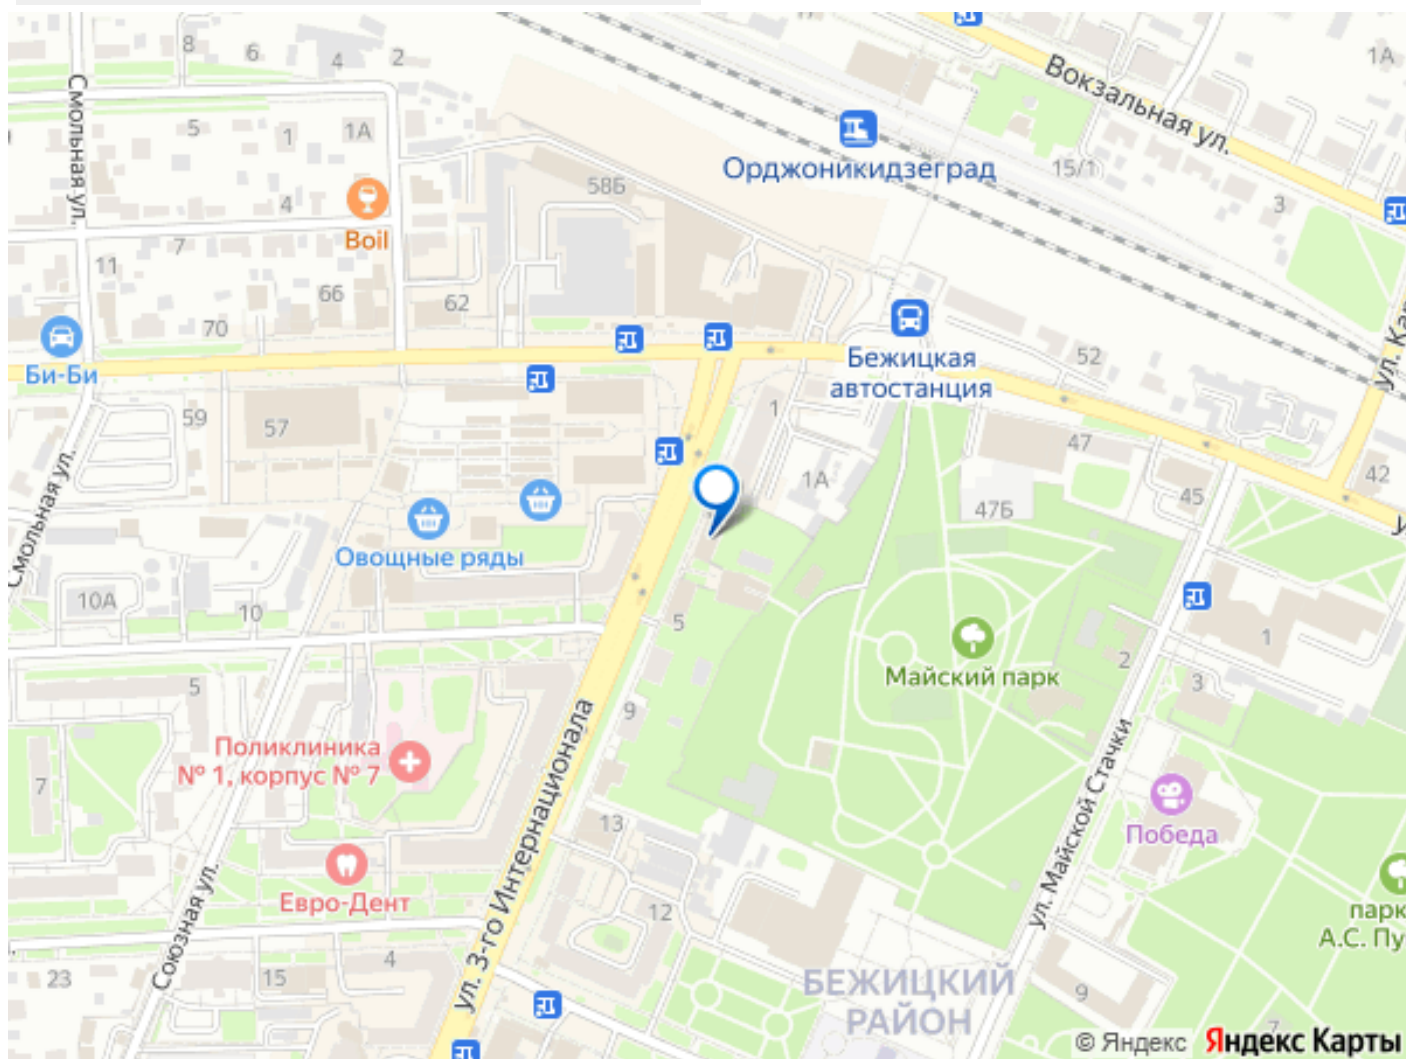 8
6
4
2
Вокзальная ул.
1А
Смольная ул.
5
1
1А
Орджоникидзеград
15/1
58Б
4
3
Boil
7
11
66
62
70
Би-Би
Бежицкая
автостанция
52
ул. Ка
59
57
1
47
42
1А
45
47Б
Смольная ул.
Овощные ряды
10А
10
5
1
2
Майский парк
5
3
9
ул. 3-го Интернационала
Поликлиника
№ 1, корпус № 7
7
ул. Майской Стачки
Победа
13
Евро-Дент
Союзная ул.
12
парк
А.С. Пу
4
23
15
БЕЖИЦКИЙ
РАЙОН
9
© Яндекс Яндекс Карты